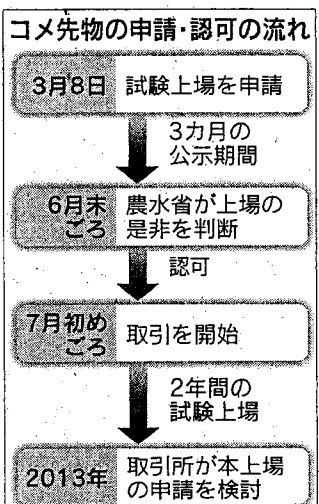 コメ先物の申請・認可の流れ
3月8日 試験上場を申請
3カ月の
公示期間
6月末
ごろ
農水省が上場の
是非を判断
認可
7月初め
ごろ
取引を開始
2年間の
試験上場
2013年
取引所が本上場
の申請を検討